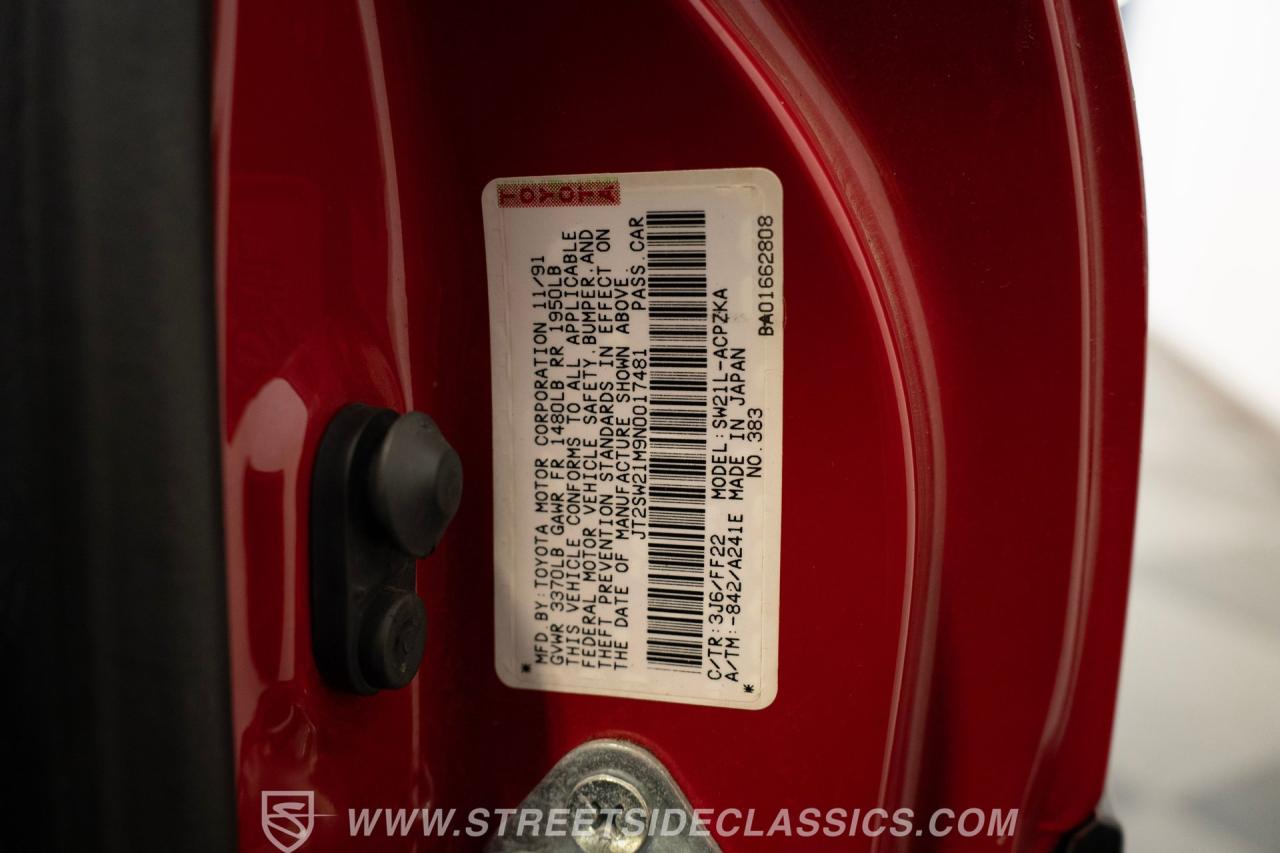 TOYOTA
MFD. BY: TOYOTA MOTOR CORPORATION 11/91
GVWR 3370LB GAWR FR 1480LB RR 1950LB
THIS VEHICLE CONFORMS TO ALL APPLICABLE
FEDERAL MOTOR VEHICLE SAFETY, BUMPER, AND
THEFT PREVENTION STANDARDS IN EFFECT ON
THE DATE OF MANUFACTURE SHOWN ABOVE.
JT2SW21M9N0017481 PASS. CAR
C/TR: 3J6/FF22 MODEL: SW21L-ACPZKA
A/TM: -842/A241E MADE IN JAPAN
NO. 383
BA01662808
WWW.STREETSIDECLASSICS.COM